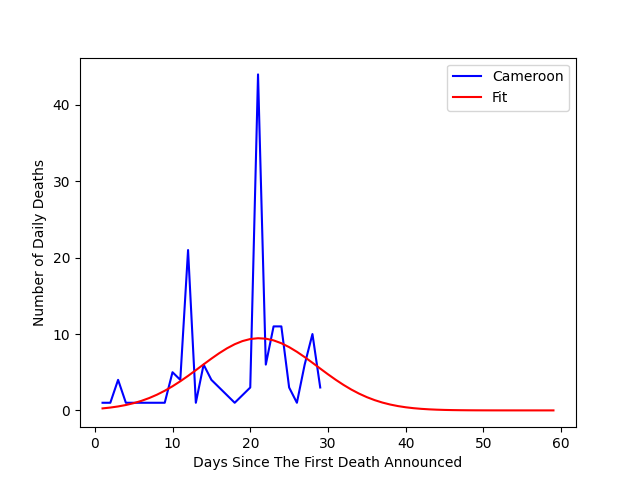 Cameroon
Fit
40
30
20
10
0
Number of Daily Deaths
0 10 20 30 40 50 60
Days Since The First Death Announced